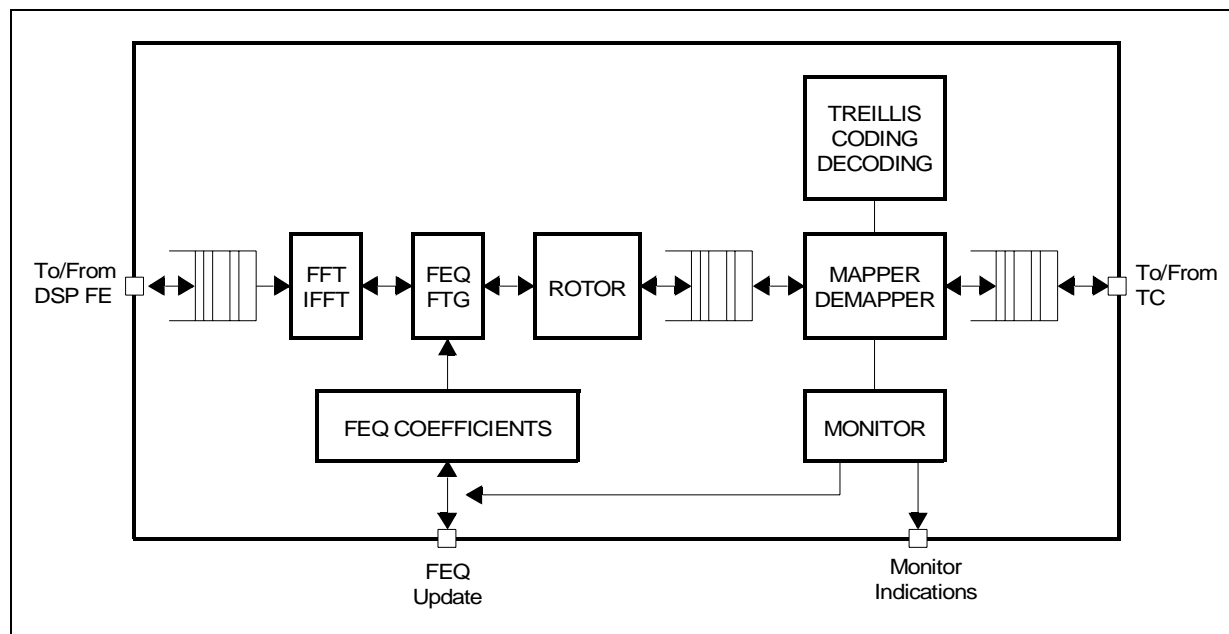 TREILLIS
CODING
DECODING
To/From
DSP FE
FFT
IFFT
FEQ
FTG
ROTOR
MAPPER
DEMAPPER
To/From
TC
FEQ COEFFICIENTS
MONITOR
FEQ
Update
Monitor
Indications